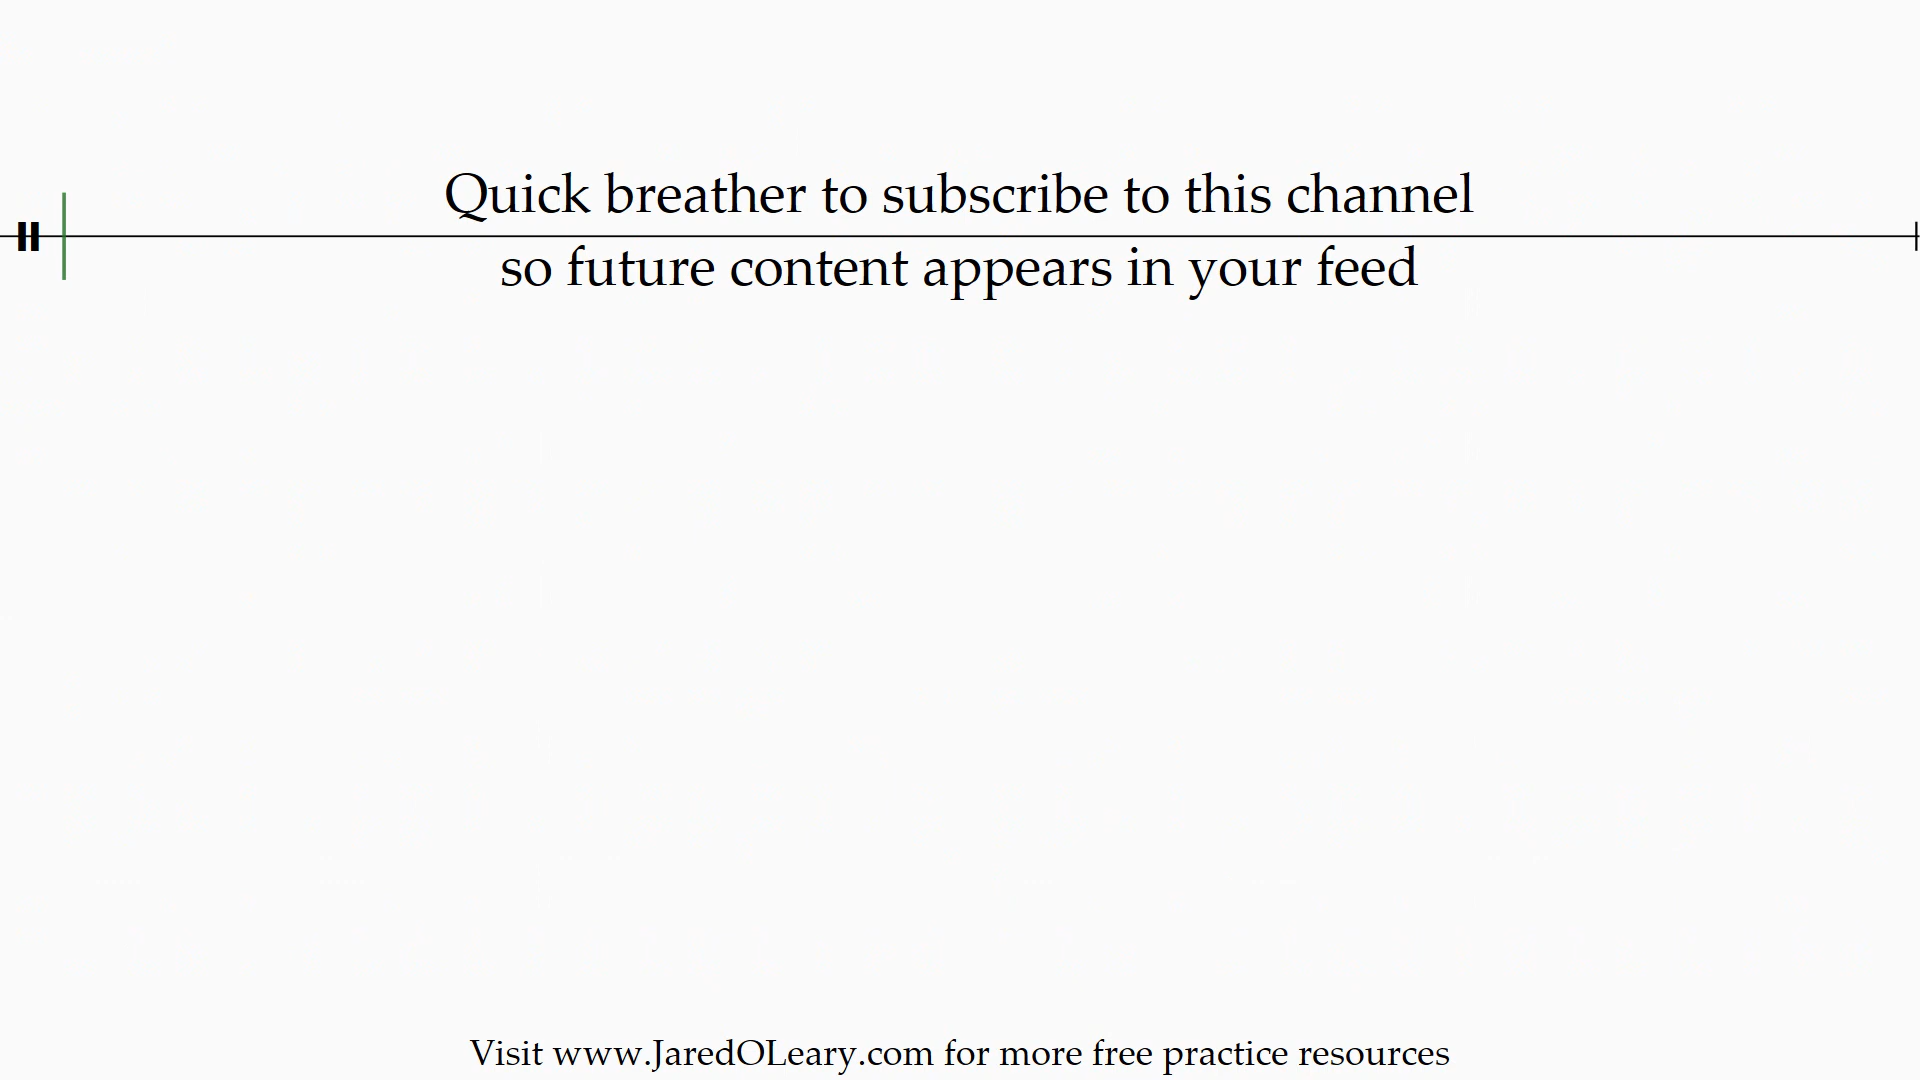 Quick breather to subscribe to this channel
so future content appears in your feed
Visit www.JaredOLeary.com for more free practice resources